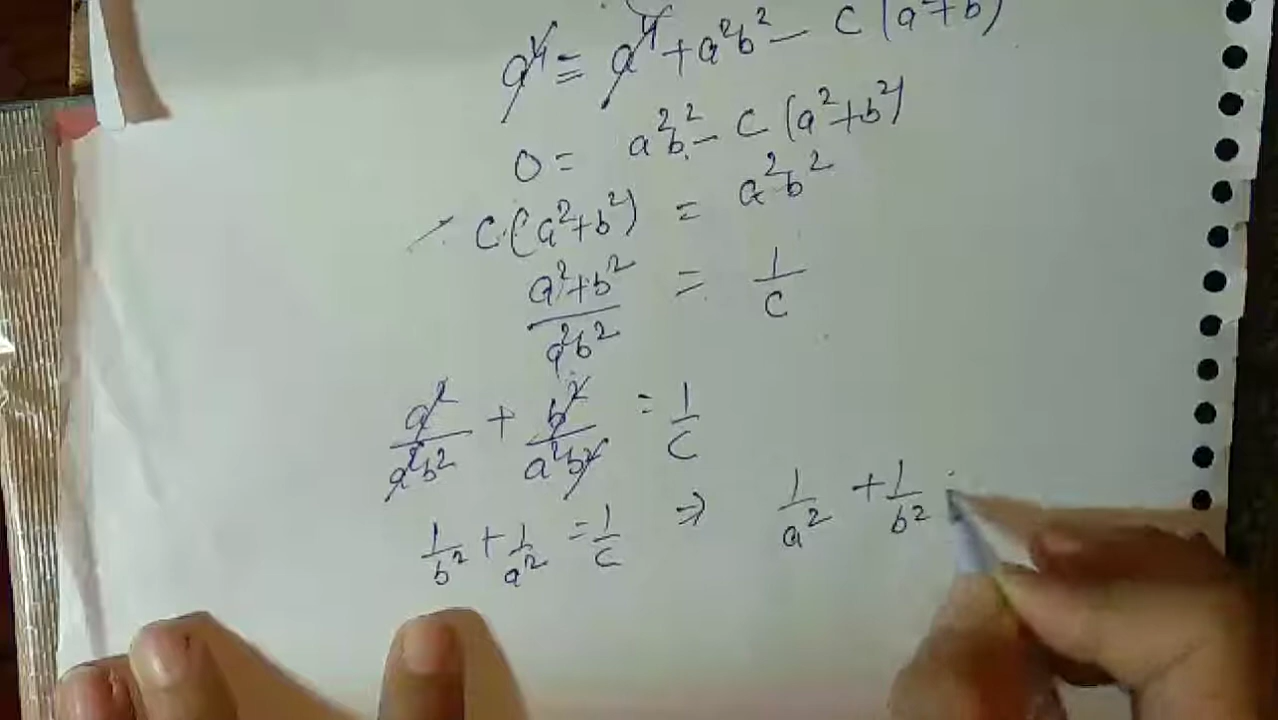 a⁴ = a⁴ + a²b² - c(a²+b)
0 = a²b² - c(a²+b²)
c(a²+b²) = a²b²
(a²+b²)/(a²b²) = 1/c
a²/(a²b²) + b²/(a²b²) = 1/c
1/b² + 1/a² = 1/c ⇒ 1/a² + 1/b²